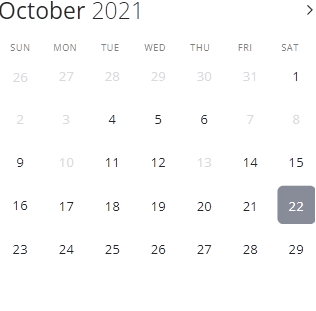 October 2021
SUN MON TUE WED THU FRI SAT
26 27 28 29 30 31 1
2 3 4 5 6 7 8
9 10 11 12 13 14 15
16 17 18 19 20 21 22
23 24 25 26 27 28 29